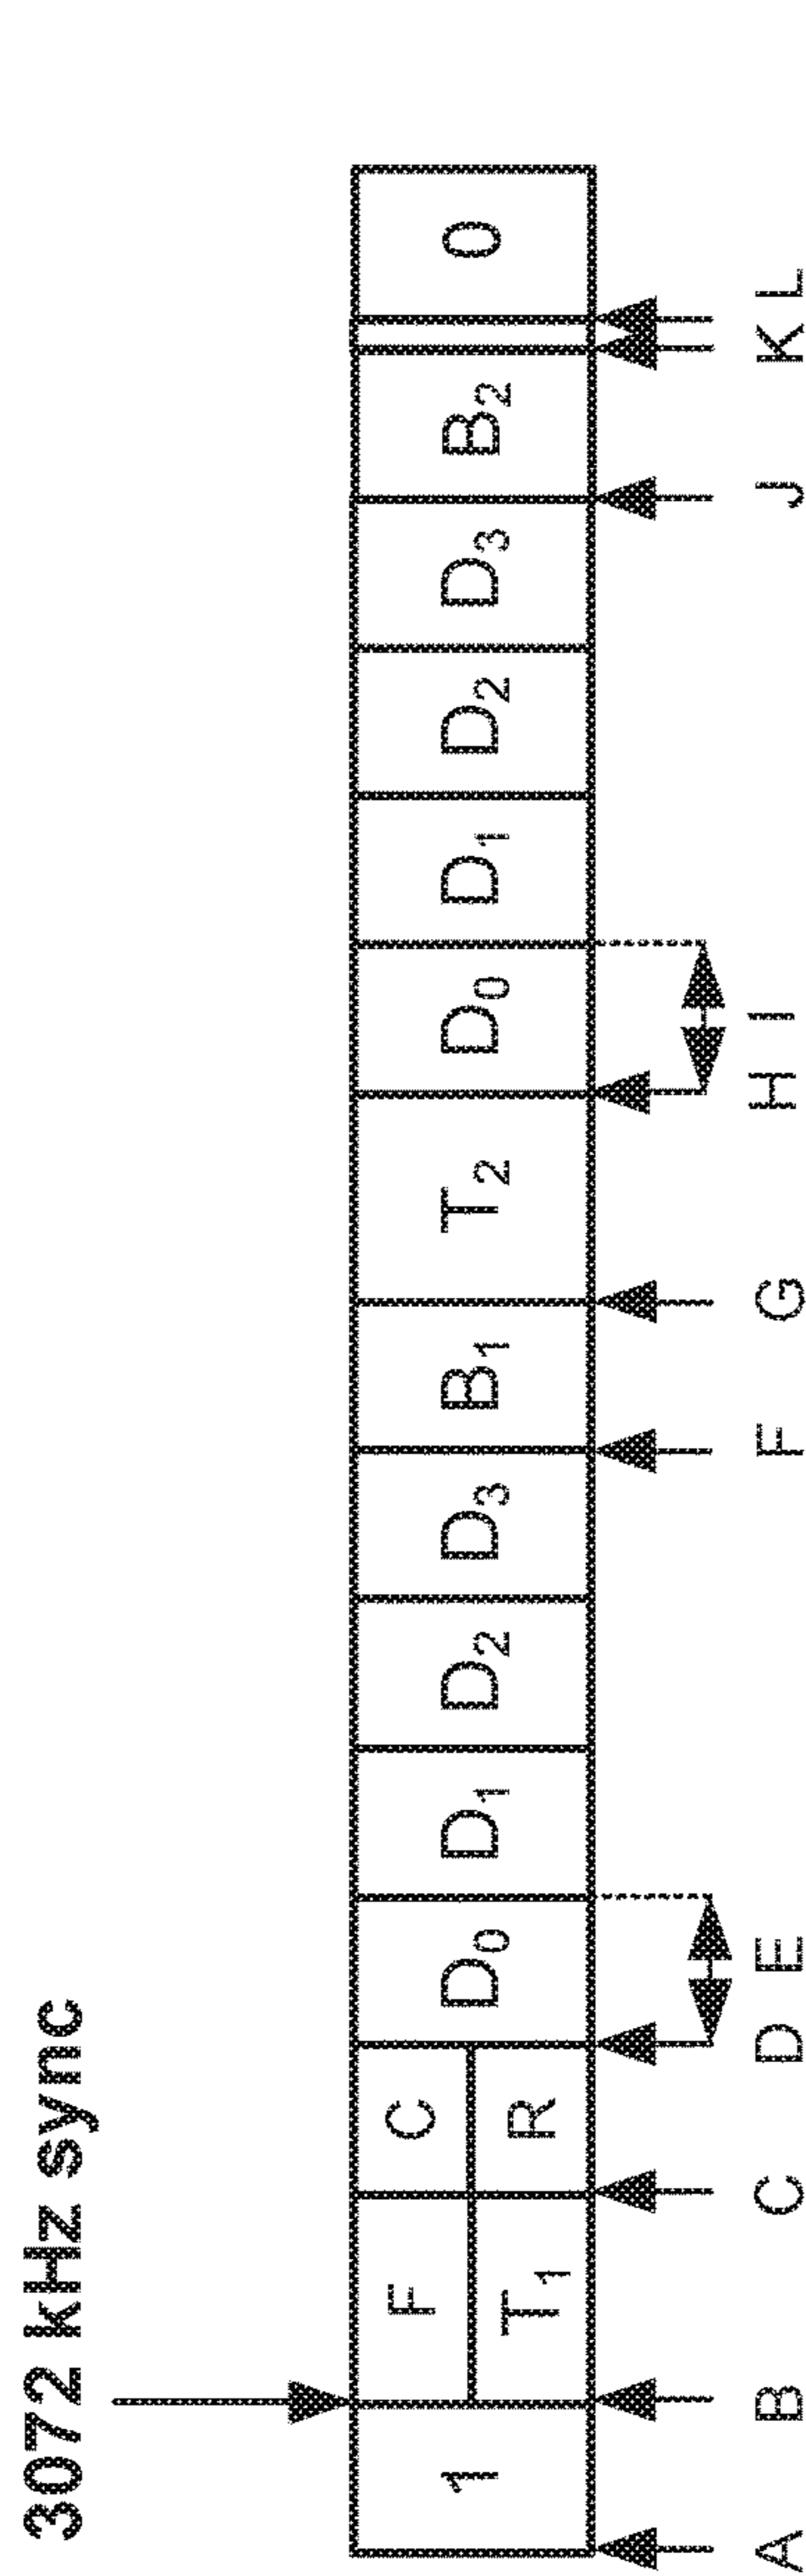 3072 kHz sync
1 F C D₀ D₁ D₂ D₃ B₁ T₂ D₀ D₁ D₂ D₃ B₂ 0
T₁ R
A B C D E F G H I J K L